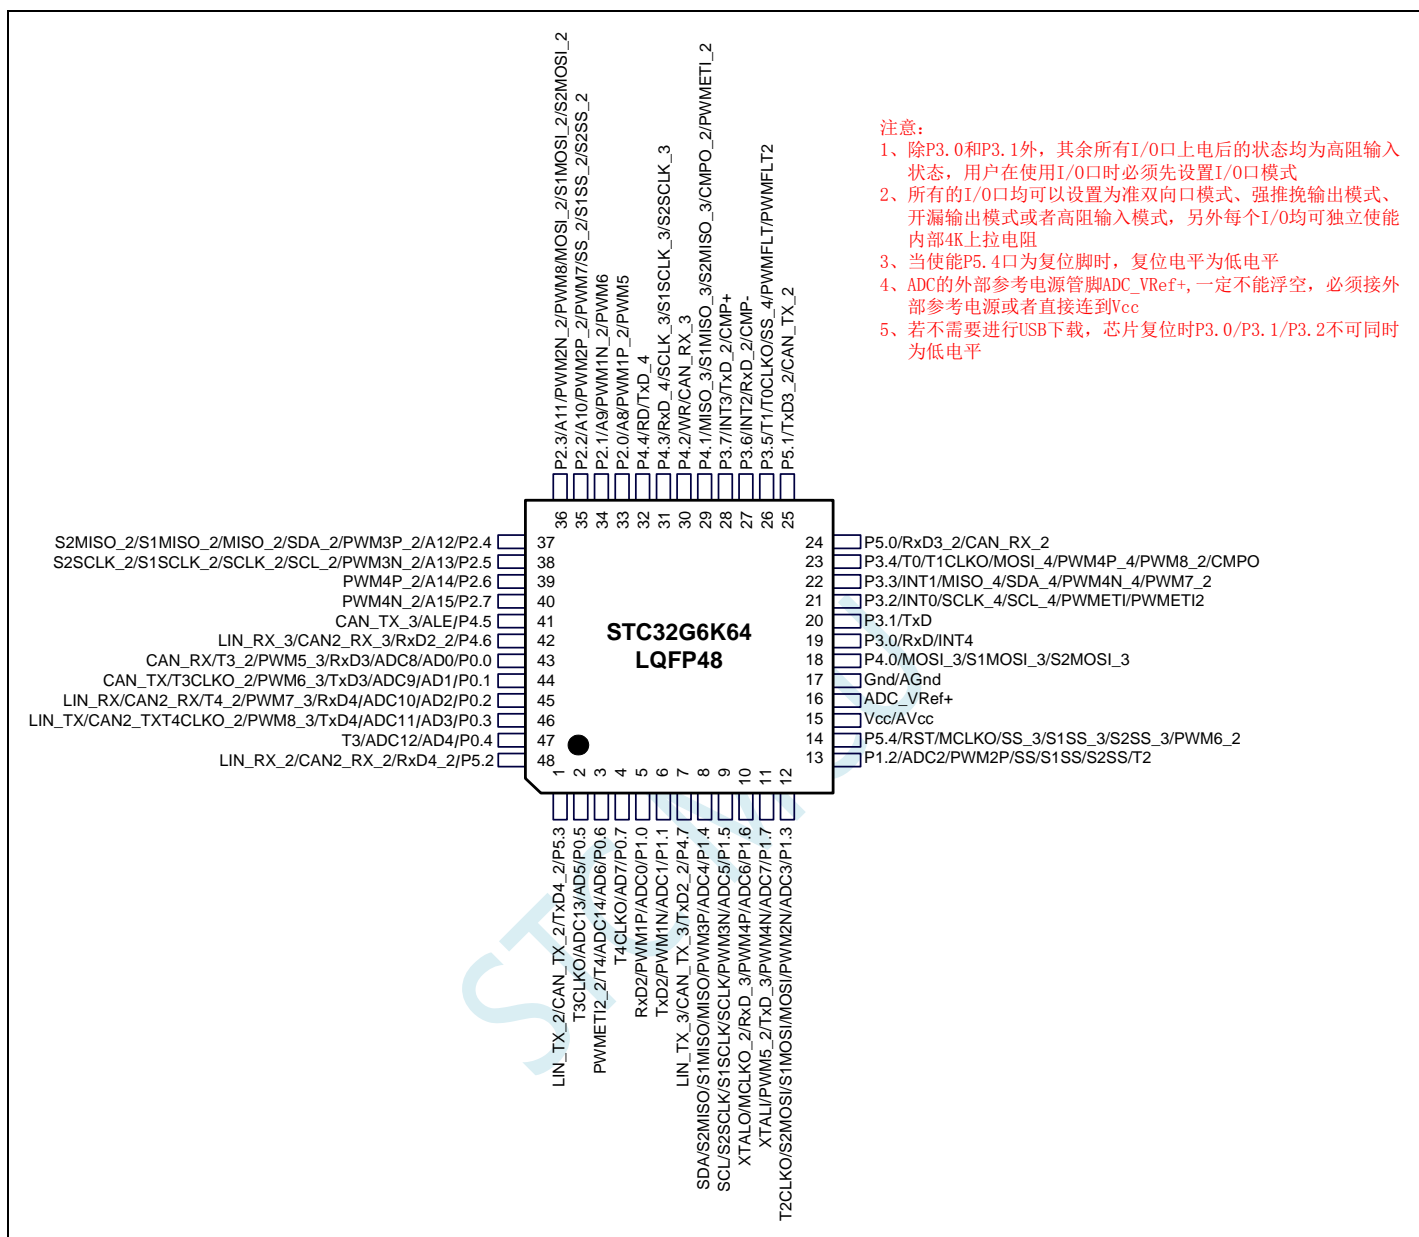 注意:
1、除P3.0和P3.1外，其余所有I/O口上电后的状态均为高阻输入
状态，用户在使用I/O口时必须先设置I/O口模式
2、所有的I/O口均可以设置为准双向口模式、强推挽输出模式、
开漏输出模式或者高阻输入模式，另外每个I/O均可独立使能
内部4K上拉电阻
3、当使能P5.4口为复位脚时，复位电平为低电平
4、ADC的外部参考电源管脚ADC_VRef+,一定不能浮空，必须接外
部参考电源或者直接连到Vcc
5、若不需要进行USB下载，芯片复位时P3.0/P3.1/P3.2不可同时
为低电平
P2.3/A11/PWM2N_2/PWM8/MOSI_2/S1MOSI_2/S2MOSI_2
P2.2/A10/PWM2P_2/PWM7/SS_2/S1SS_2/S2SS_2
P2.1/A9/PWM1N_2/PWM6
P2.0/A8/PWM1P_2/PWM5
P4.4/RD/TxD_4
P4.3/RxD_4/SCLK_3/S1SCLK_3/S2SCLK_3
P4.2/WR/CAN_RX_3
P4.1/MISO_3/S1MISO_3/S2MISO_3/CMPO_2/PWMETI_2
P3.7/INT3/TxD_2/CMP+
P3.6/INT2/RxD_2/CMP-
P3.5/T1/T0CLKO/SS_4/PWMFLT/PWMFLT2
P5.1/TxD3_2/CAN_TX_2
36 35 34 33 32 31 30 29 28 27 26 25
S2MISO_2/S1MISO_2/MISO_2/SDA_2/PWM3P_2/A12/P2.4 37
S2SCLK_2/S1SCLK_2/SCLK_2/SCL_2/PWM3N_2/A13/P2.5 38
PWM4P_2/A14/P2.6 39
PWM4N_2/A15/P2.7 40
CAN_TX_3/ALE/P4.5 41
LIN_RX_3/CAN2_RX_3/RxD2_2/P4.6 42
CAN_RX/T3_2/PWM5_3/RxD3/ADC8/AD0/P0.0 43
CAN_TX/T3CLKO_2/PWM6_3/TxD3/ADC9/AD1/P0.1 44
LIN_RX/CAN2_RX/T4_2/PWM7_3/RxD4/ADC10/AD2/P0.2 45
LIN_TX/CAN2_TXT4CLKO_2/PWM8_3/TxD4/ADC11/AD3/P0.3 46
T3/ADC12/AD4/P0.4 47
LIN_RX_2/CAN2_RX_2/RxD4_2/P5.2 48
STC32G6K64
LQFP48
24 P5.0/RxD3_2/CAN_RX_2
23 P3.4/T0/T1CLKO/MOSI_4/PWM4P_4/PWM8_2/CMPO
22 P3.3/INT1/MISO_4/SDA_4/PWM4N_4/PWM7_2
21 P3.2/INT0/SCLK_4/SCL_4/PWMETI/PWMETI2
20 P3.1/TxD
19 P3.0/RxD/INT4
18 P4.0/MOSI_3/S1MOSI_3/S2MOSI_3
17 Gnd/AGnd
16 ADC_VRef+
15 Vcc/AVcc
14 P5.4/RST/MCLKO/SS_3/S1SS_3/S2SS_3/PWM6_2
13 P1.2/ADC2/PWM2P/SS/S1SS/S2SS/T2
1 2 3 4 5 6 7 8 9 10 11 12
LIN_TX_2/CAN_TX_2/TxD4_2/P5.3
T3CLKO/ADC13/AD5/P0.5
PWMETI2_2/T4/ADC14/AD6/P0.6
T4CLKO/AD7/P0.7
RxD2/PWM1P/ADC0/P1.0
TxD2/PWM1N/ADC1/P1.1
LIN_TX_3/CAN_TX_3/TxD2_2/P4.7
SDA/S2MISO/S1MISO/MISO/PWM3P/ADC4/P1.4
SCL/S2SCLK/S1SCLK/SCLK/PWM3N/ADC5/P1.5
XTALO/MCLKO_2/RxD_3/PWM4P/ADC6/P1.6
XTALI/PWM5_2/TxD_3/PWM4N/ADC7/P1.7
T2CLKO/S2MOSI/S1MOSI/MOSI/PWM2N/ADC3/P1.3
STCMCU